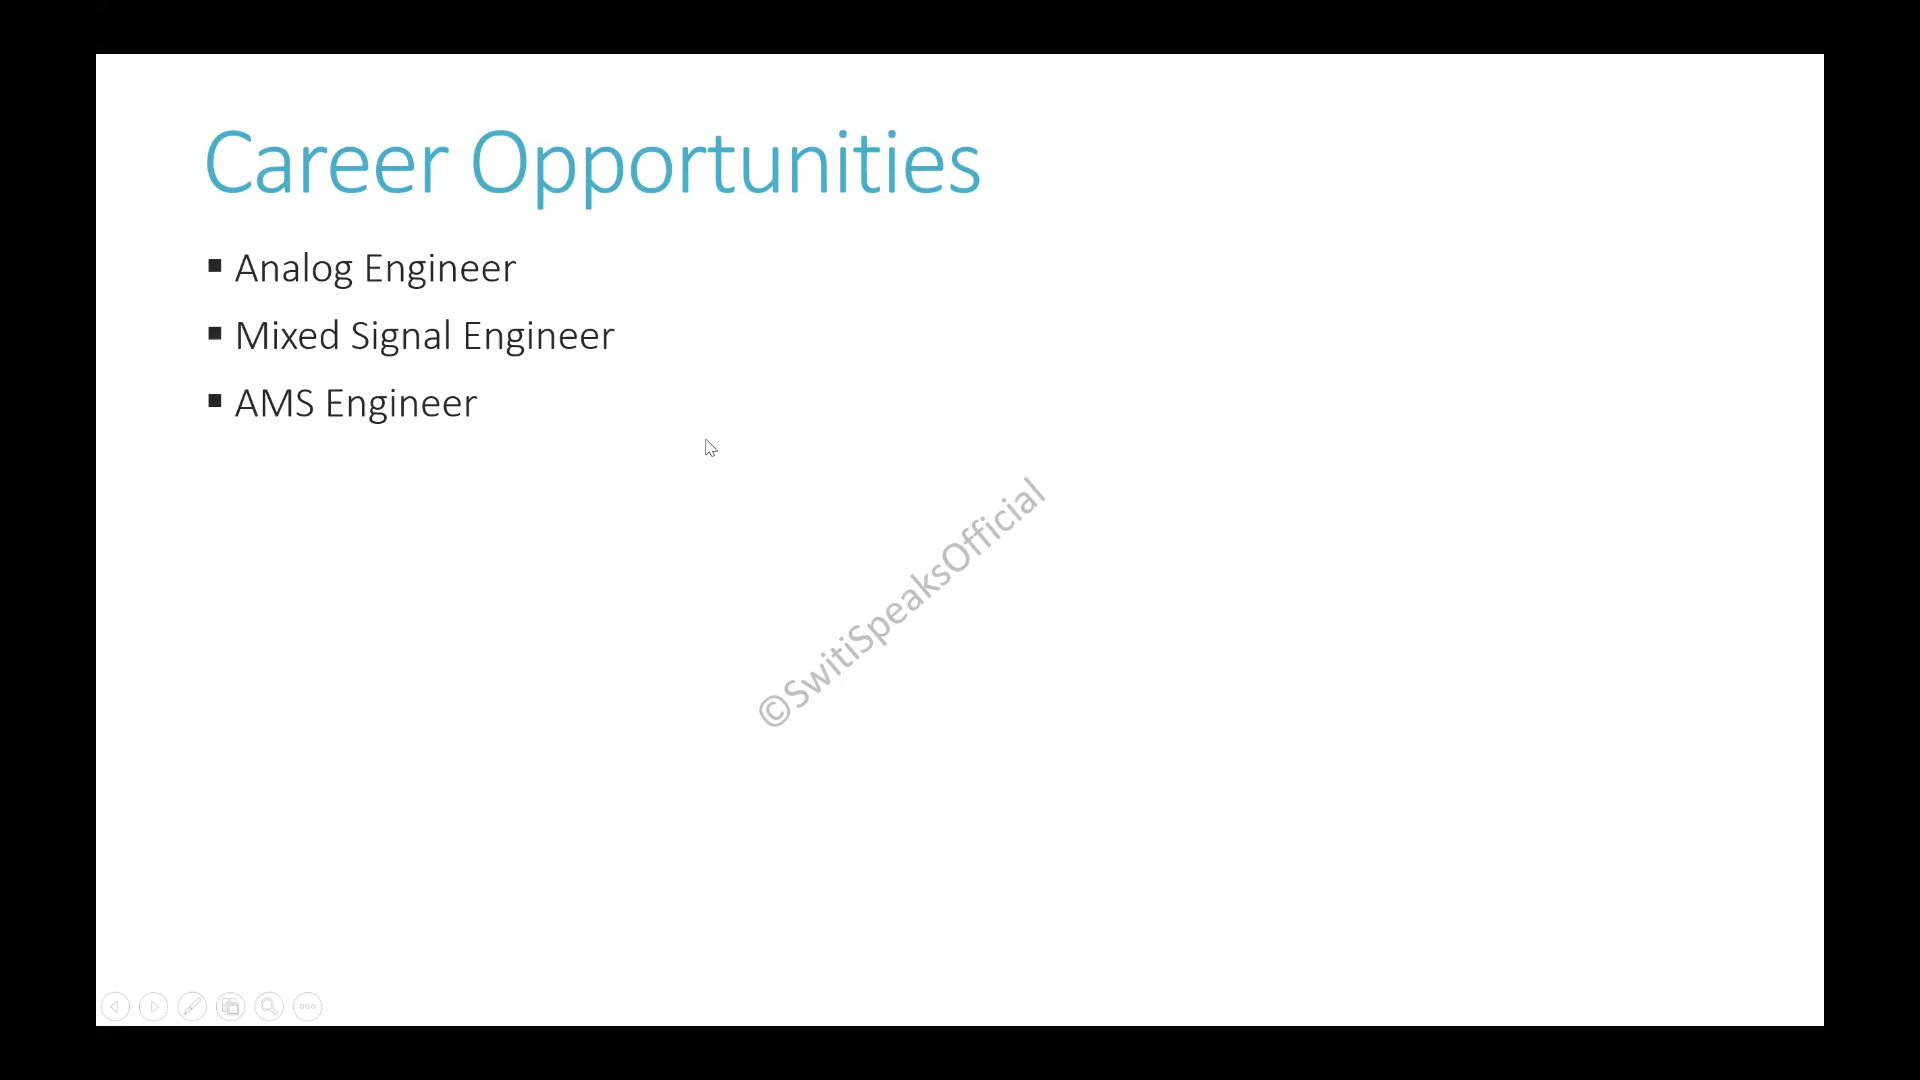 Career Opportunities
▪ Analog Engineer
▪ Mixed Signal Engineer
▪ AMS Engineer
©SwitiSpeaksOfficial